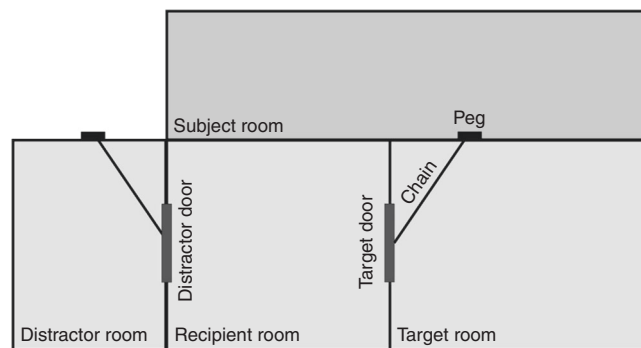 Subject room
Peg
Chain
Distractor door
Target door
Distractor room
Recipient room
Target room